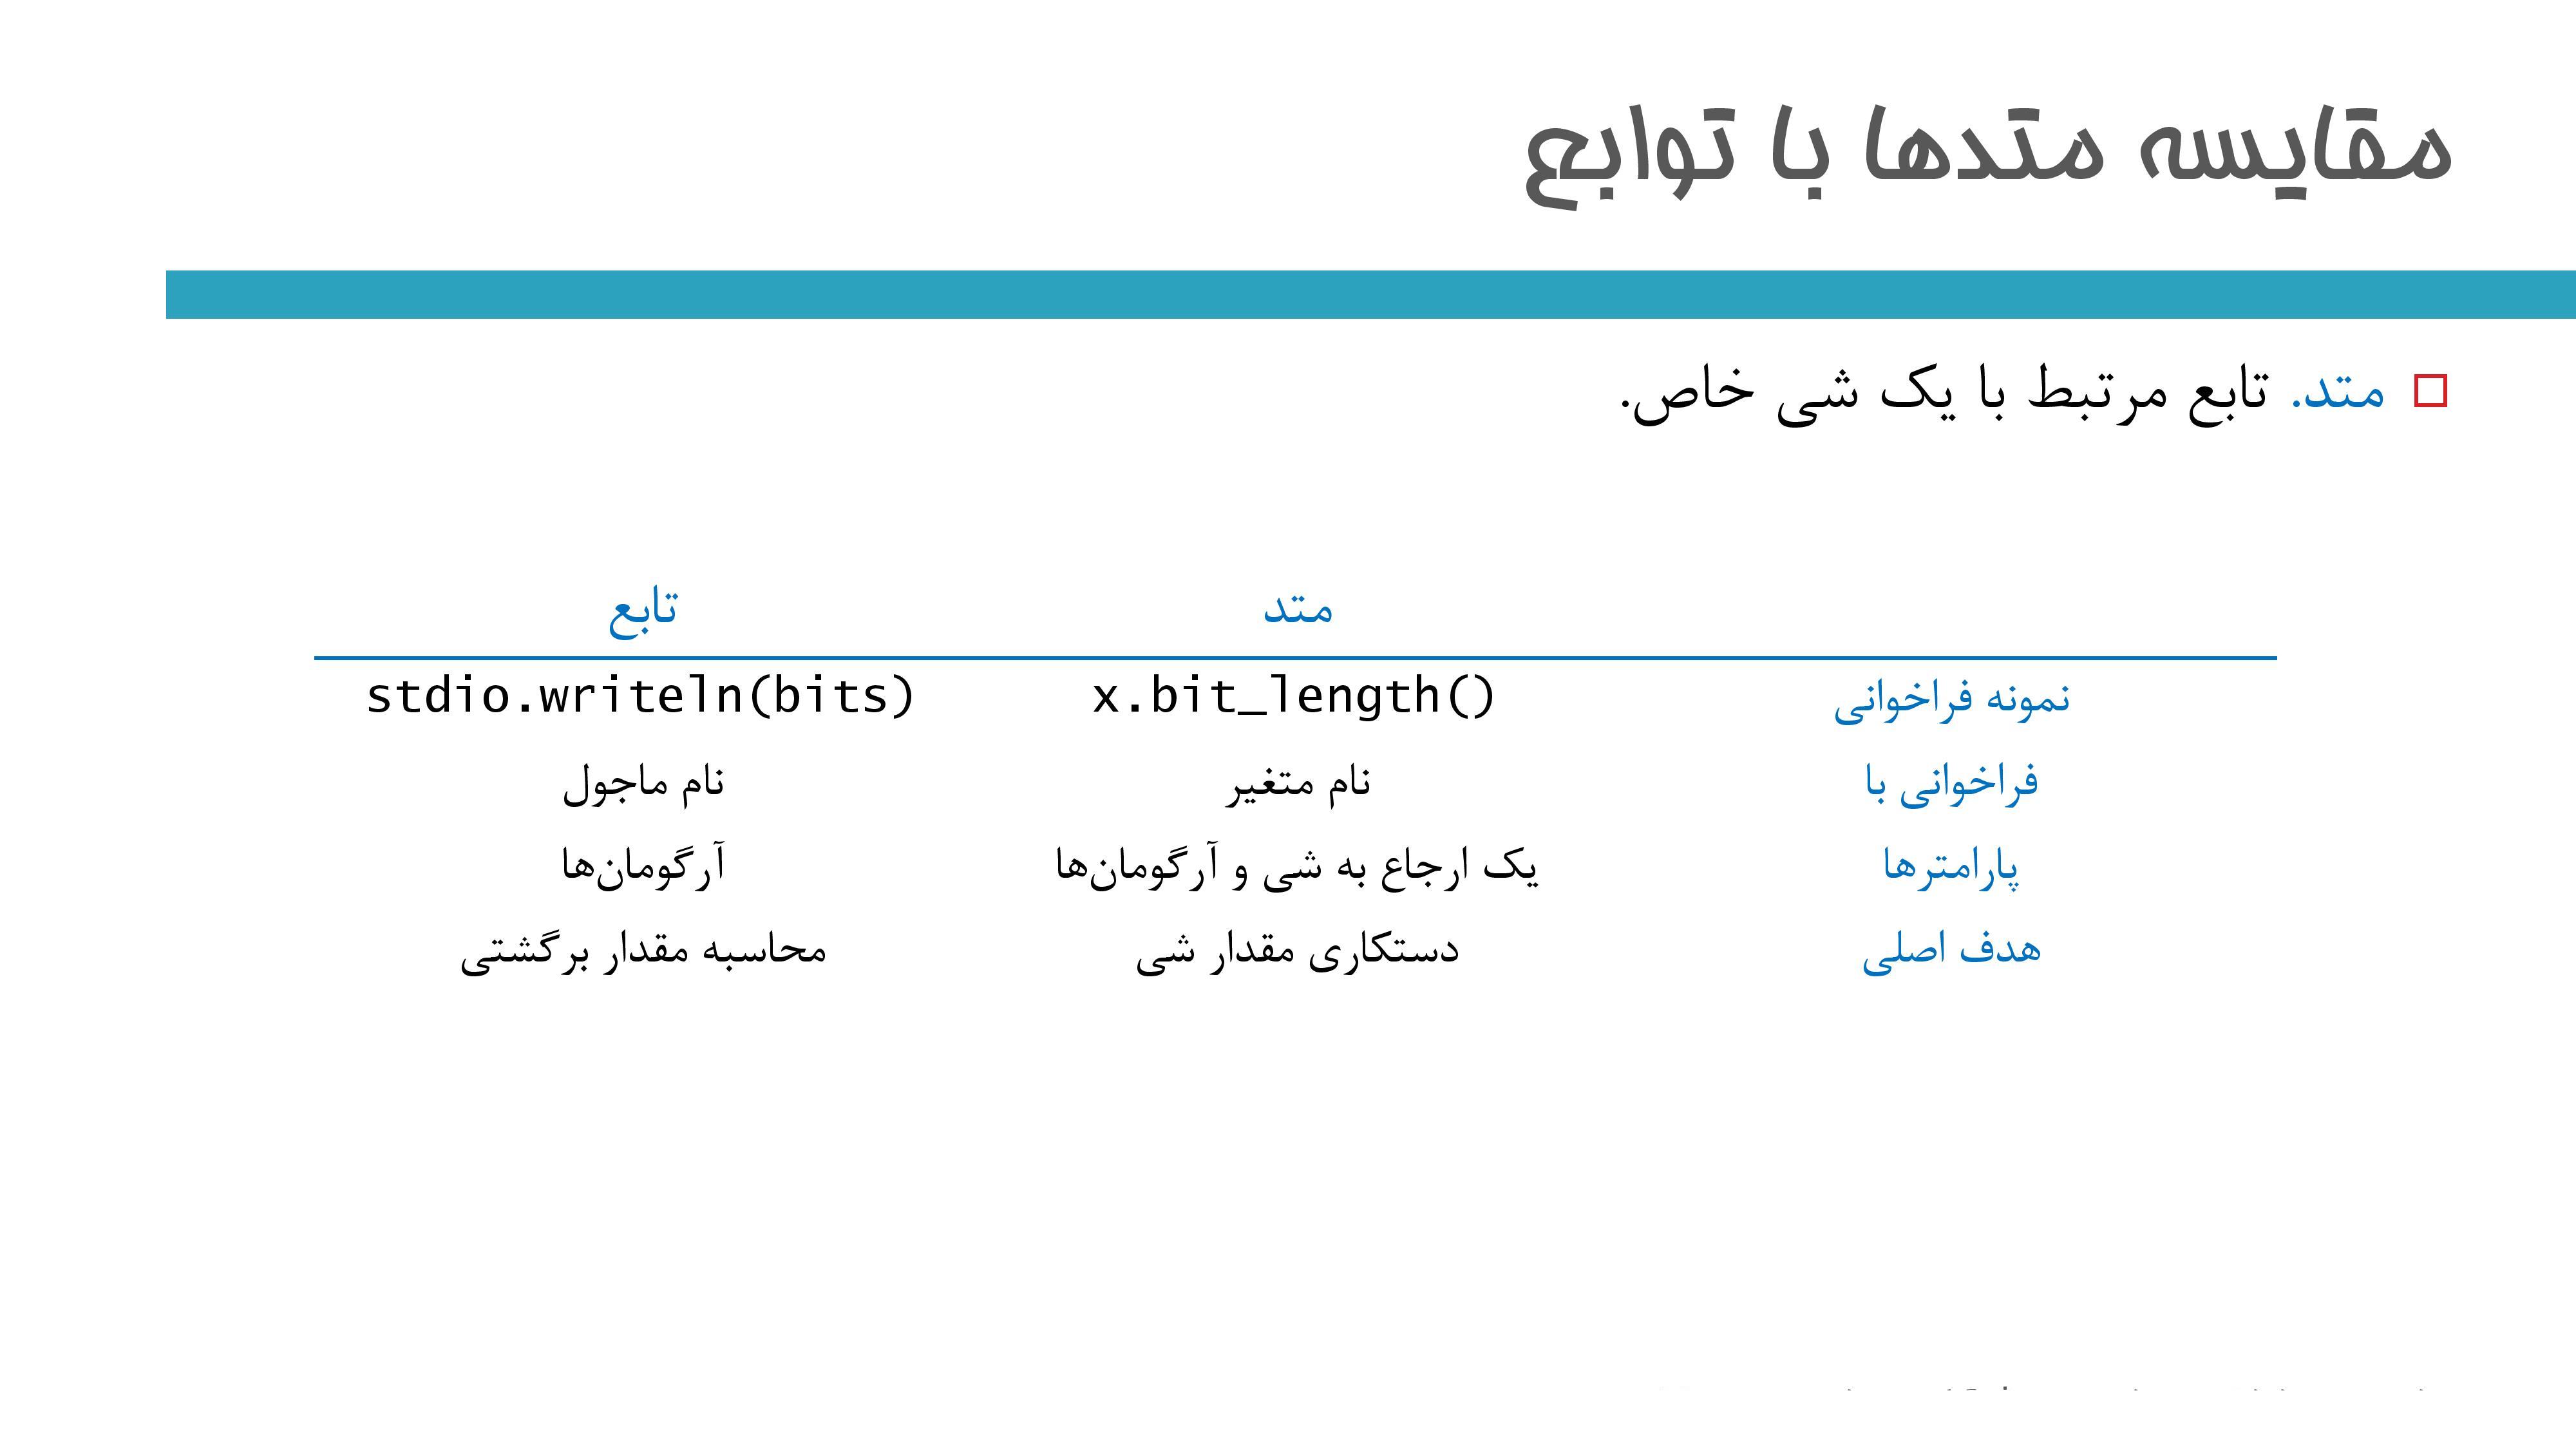 مقایسه متدها با توابع
متد. تابع مرتبط با یک شی خاص.
متد تابع
نمونه فراخوانی x.bit_length() stdio.writeln(bits)
فراخوانی با نام متغیر نام ماجول
پارامترها یک ارجاع به شی و آرگومان‌ها آرگومان‌ها
هدف اصلی دستکاری مقدار شی محاسبه مقدار برگشتی